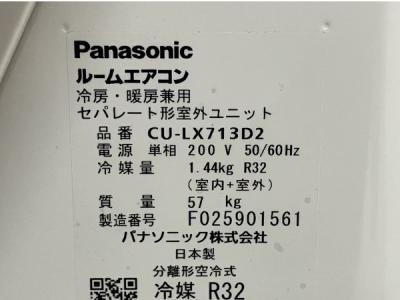 Panasonic
ルームエアコン
冷房・暖房兼用
セパレート形室外ユニット
品番 CU-LX713D2
電源 単相 200 V 50/60Hz
冷媒量 1.44kg R32
(室内+室外)
質量 57 kg
製造番号 F025901561
パナソニック株式会社
日本製
分離形空冷式
冷媒 R32